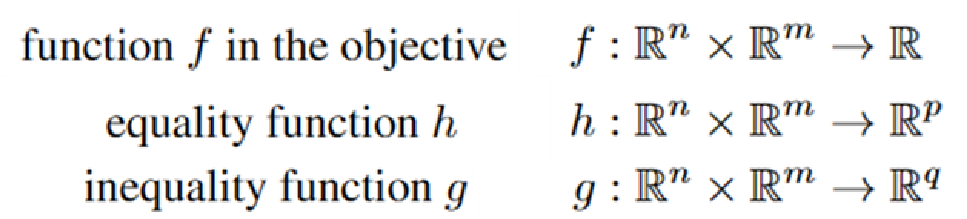 function f in the objective f : ℝⁿ × ℝᵐ → ℝ
equality function h h : ℝⁿ × ℝᵐ → ℝᵖ
inequality function g g : ℝⁿ × ℝᵐ → ℝ^q